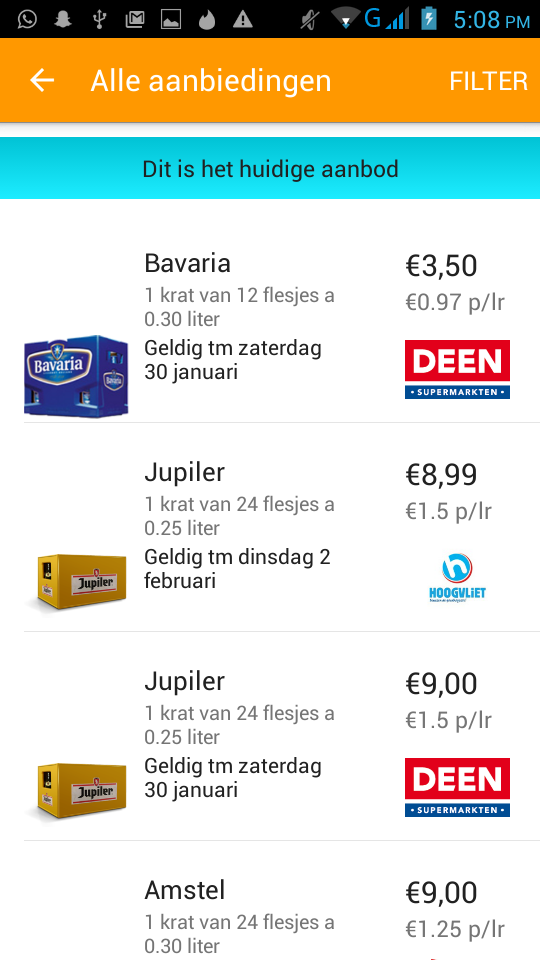 5:08 PM
Alle aanbiedingen
FILTER
Dit is het huidige aanbod
Bavaria
€3,50
1 krat van 12 flesjes a
0.30 liter
€0.97 p/lr
Geldig tm zaterdag
30 januari
Bavaria
Bavaria
DEEN
SUPERMARKTEN
Jupiler
€8,99
1 krat van 24 flesjes a
0.25 liter
€1.5 p/lr
Geldig tm dinsdag 2
februari
Jupiler
HOOGVLIET
Jupiler
€9,00
1 krat van 24 flesjes a
0.25 liter
€1.5 p/lr
Geldig tm zaterdag
30 januari
Jupiler
DEEN
SUPERMARKTEN
Amstel
€9,00
1 krat van 24 flesjes a
0.30 liter
€1.25 p/lr